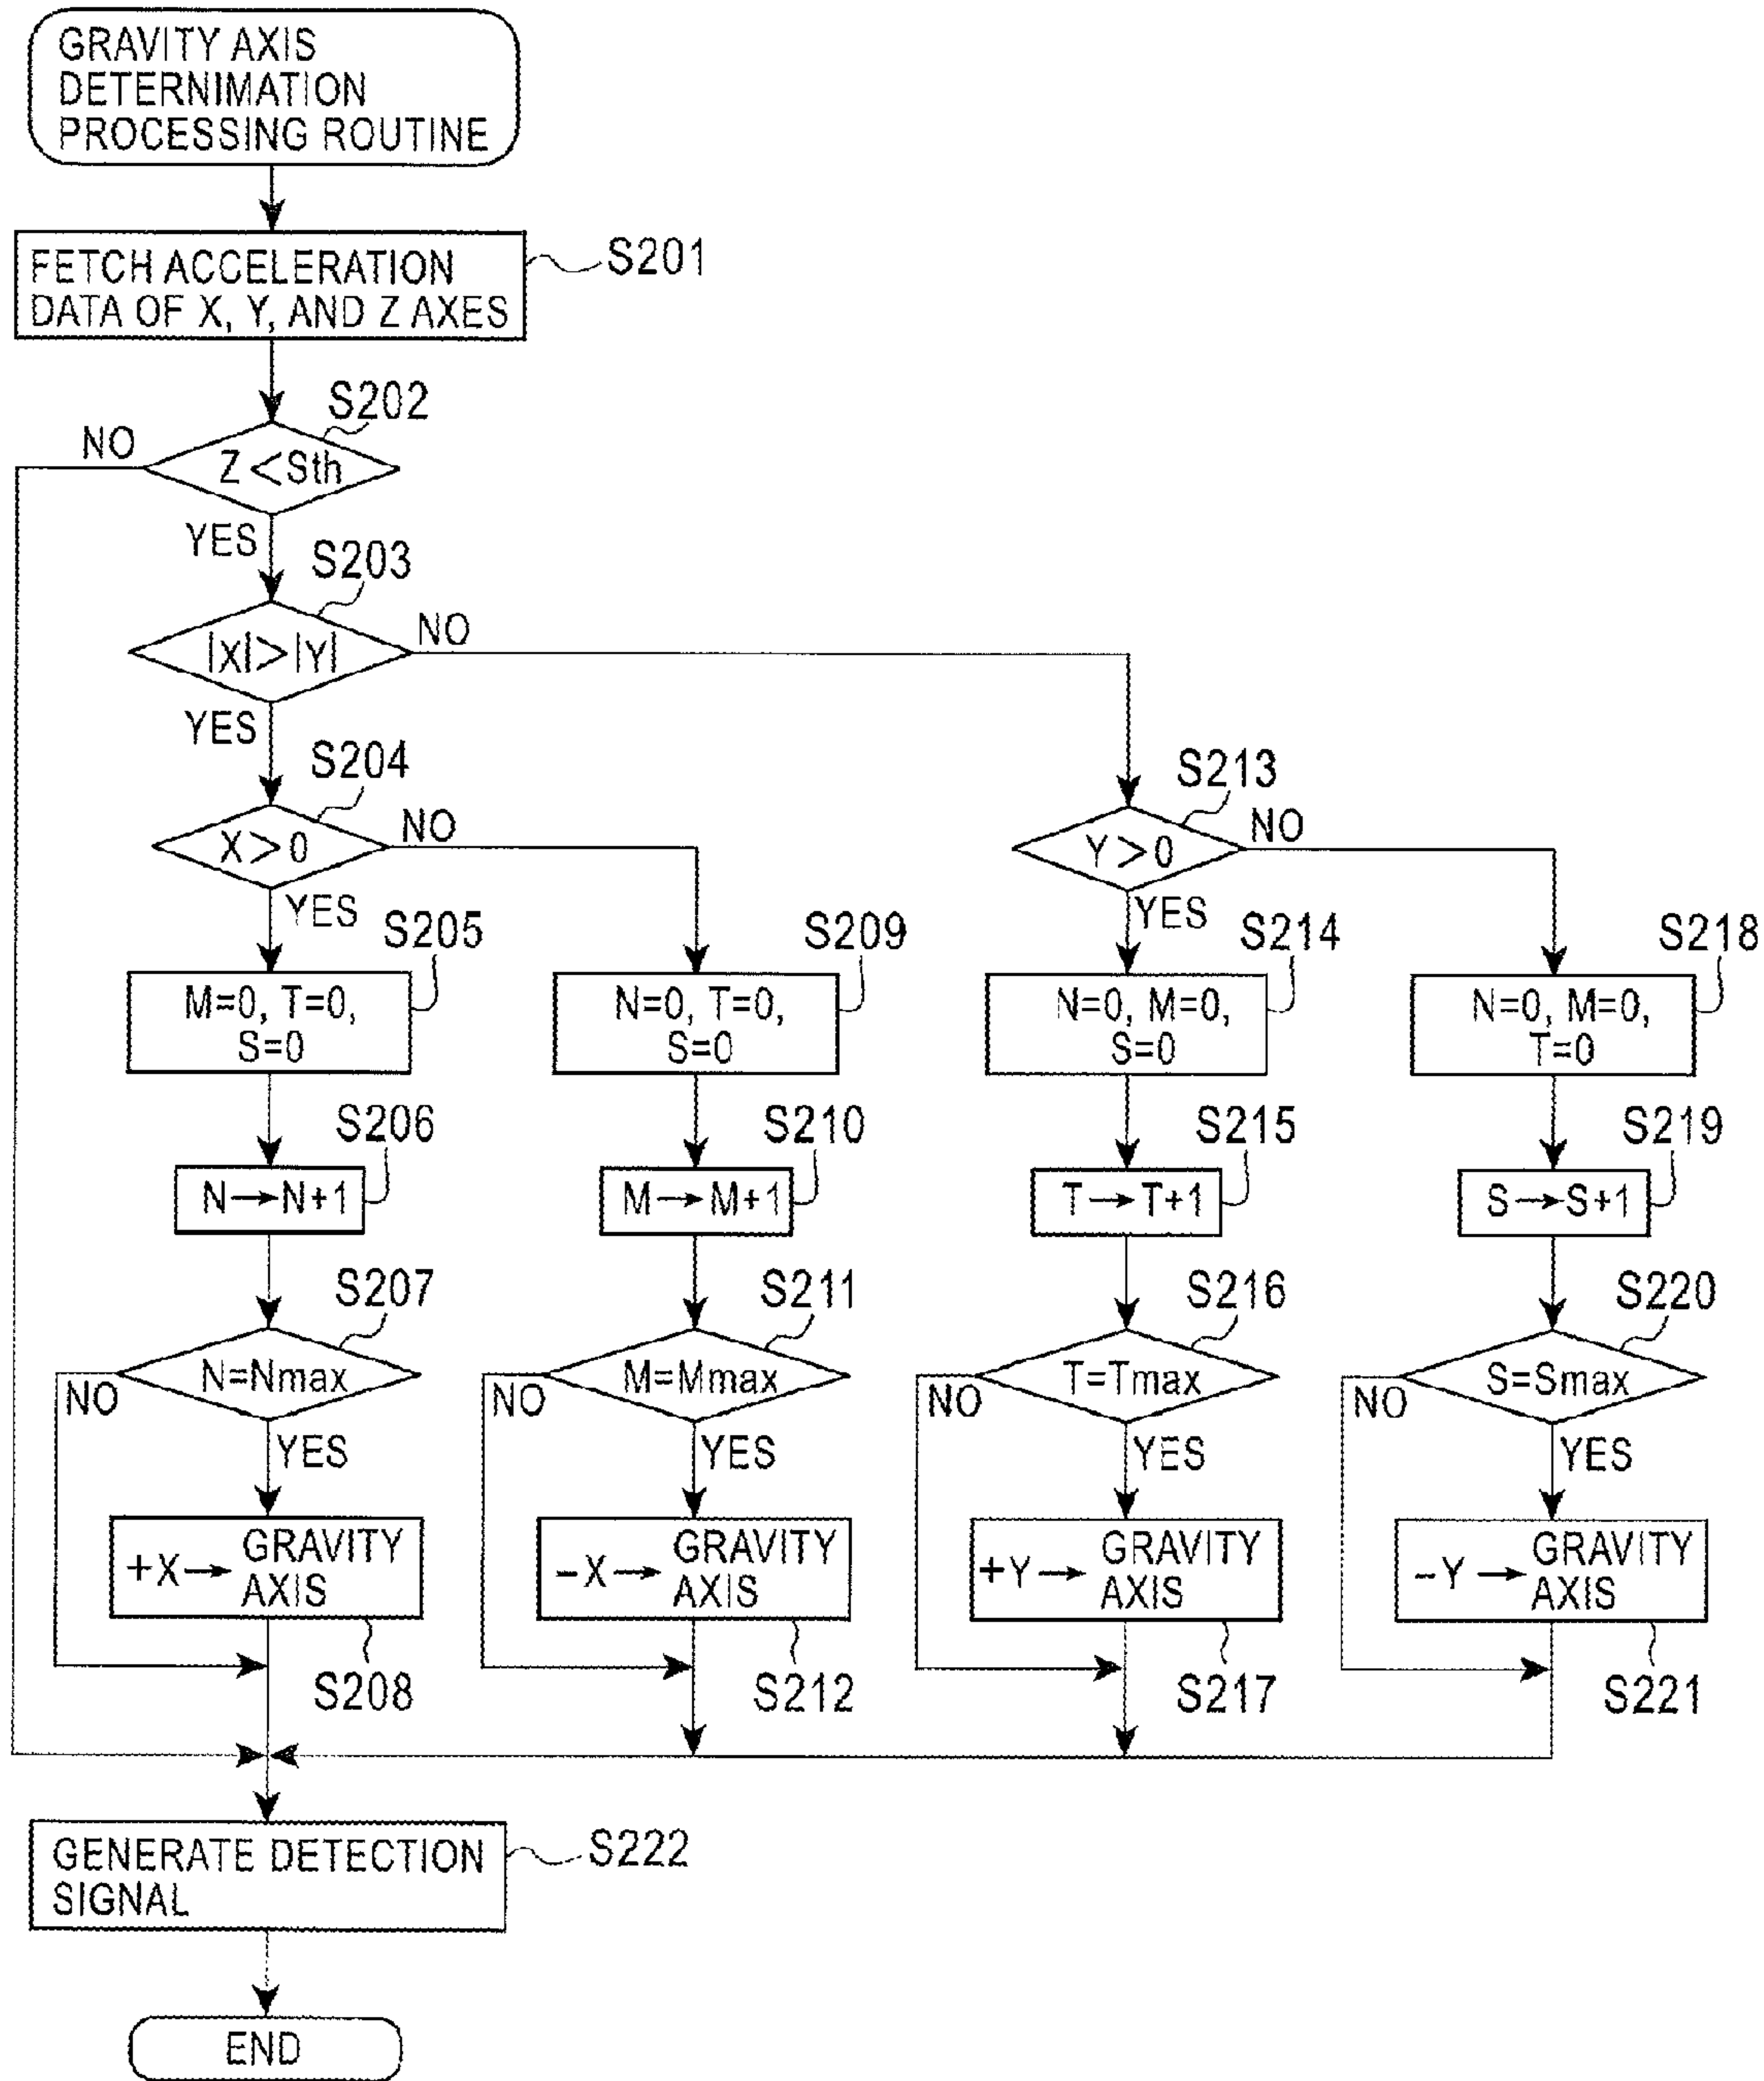 GRAVITY AXIS
DETERNIMATION
PROCESSING ROUTINE
FETCH ACCELERATION
DATA OF X, Y, AND Z AXES
S201
S202
NO
Z<Sth
YES
S203
|X|>|Y|
NO
YES
S204
X>0
NO
YES
S213
Y>0
NO
YES
S205
M=0, T=0,
S=0
S209
N=0, T=0,
S=0
S214
N=0, M=0,
S=0
S218
N=0, M=0,
T=0
S206
N→N+1
S210
M→M+1
S215
T→T+1
S219
S→S+1
S207
N=Nmax
NO
YES
S211
M=Mmax
NO
YES
S216
T=Tmax
NO
YES
S220
S=Smax
NO
YES
+X→ GRAVITY
AXIS
S208
-X→ GRAVITY
AXIS
S212
+Y→ GRAVITY
AXIS
S217
-Y→ GRAVITY
AXIS
S221
GENERATE DETECTION
SIGNAL
S222
END